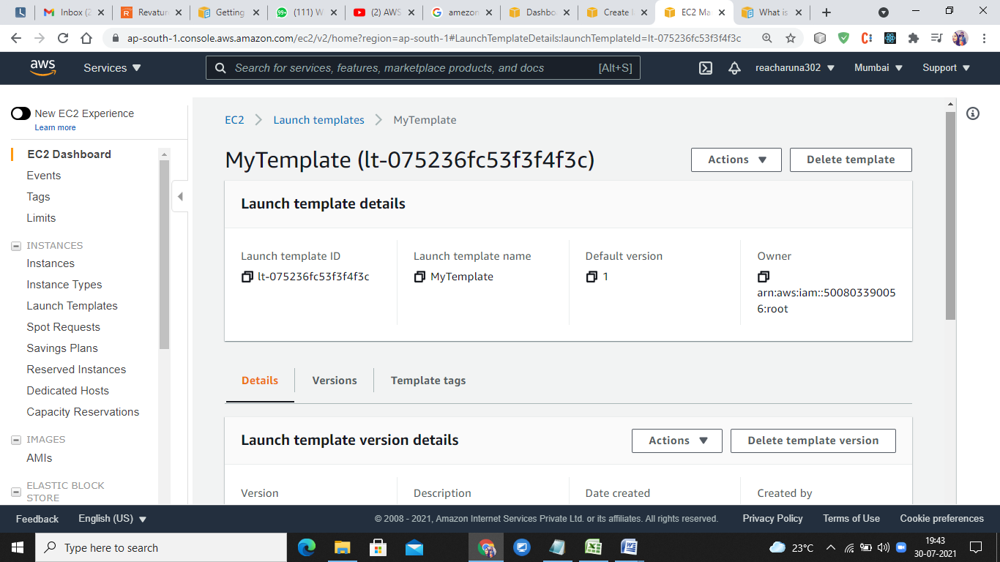 Inbox (2
Revatur
Getting
(111) W
(2) AWS
amezon
Dashbo
Create l
EC2 Ma
What is
ap-south-1.console.aws.amazon.com/ec2/v2/home?region=ap-south-1#LaunchTemplateDetails:launchTemplateId=lt-075236fc53f3f4f3c
aws
Services
Search for services, features, marketplace products, and docs
[Alt+S]
reacharuna302
Mumbai
Support
New EC2 Experience
Learn more
EC2 Dashboard
Events
Tags
Limits
INSTANCES
Instances
Instance Types
Launch Templates
Spot Requests
Savings Plans
Reserved Instances
Dedicated Hosts
Capacity Reservations
IMAGES
AMIs
ELASTIC BLOCK
STORE
EC2
Launch templates
MyTemplate
MyTemplate (lt-075236fc53f3f4f3c)
Actions
Delete template
Launch template details
Launch template ID
lt-075236fc53f3f4f3c
Launch template name
MyTemplate
Default version
1
Owner
arn:aws:iam::50080339005
6:root
Details
Versions
Template tags
Launch template version details
Actions
Delete template version
Version
Description
Date created
Created by
Feedback
English (US)
© 2008 - 2021, Amazon Internet Services Private Ltd. or its affiliates. All rights reserved.
Privacy Policy
Terms of Use
Cookie preferences
Type here to search
23°C
19:43
30-07-2021